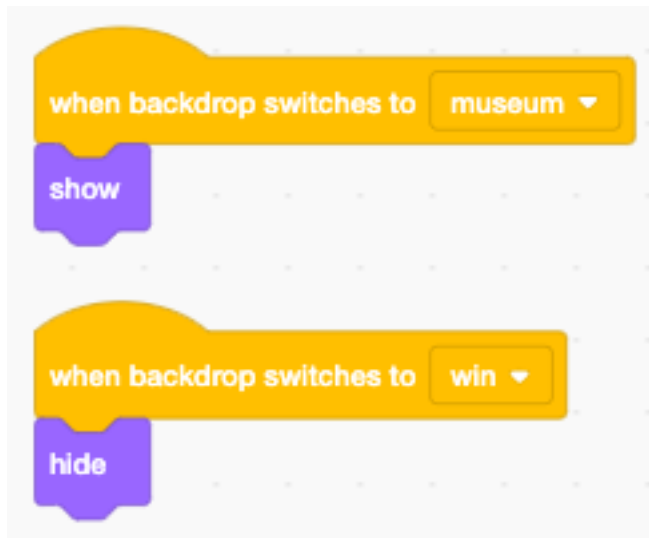 when backdrop switches to museum
show
when backdrop switches to win
hide